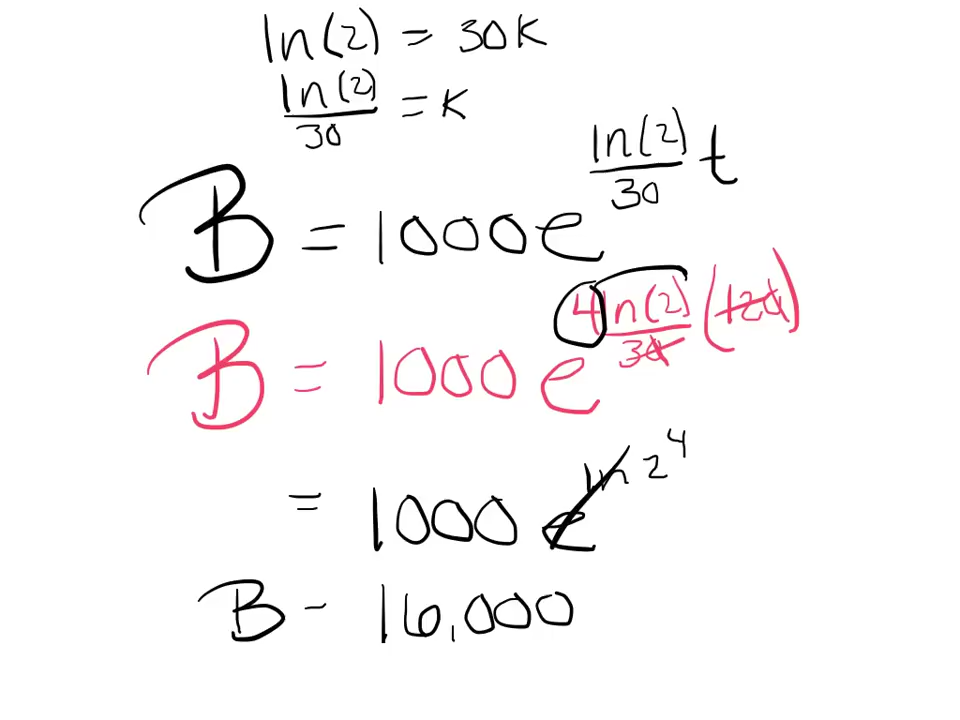 ln(2) = 30K
ln(2)/30 = K
B = 1000e^(ln(2)/30 t)
B = 1000e^(4 ln(2)/30 (120))
= 1000 e^(ln 2^4)
B - 16,000